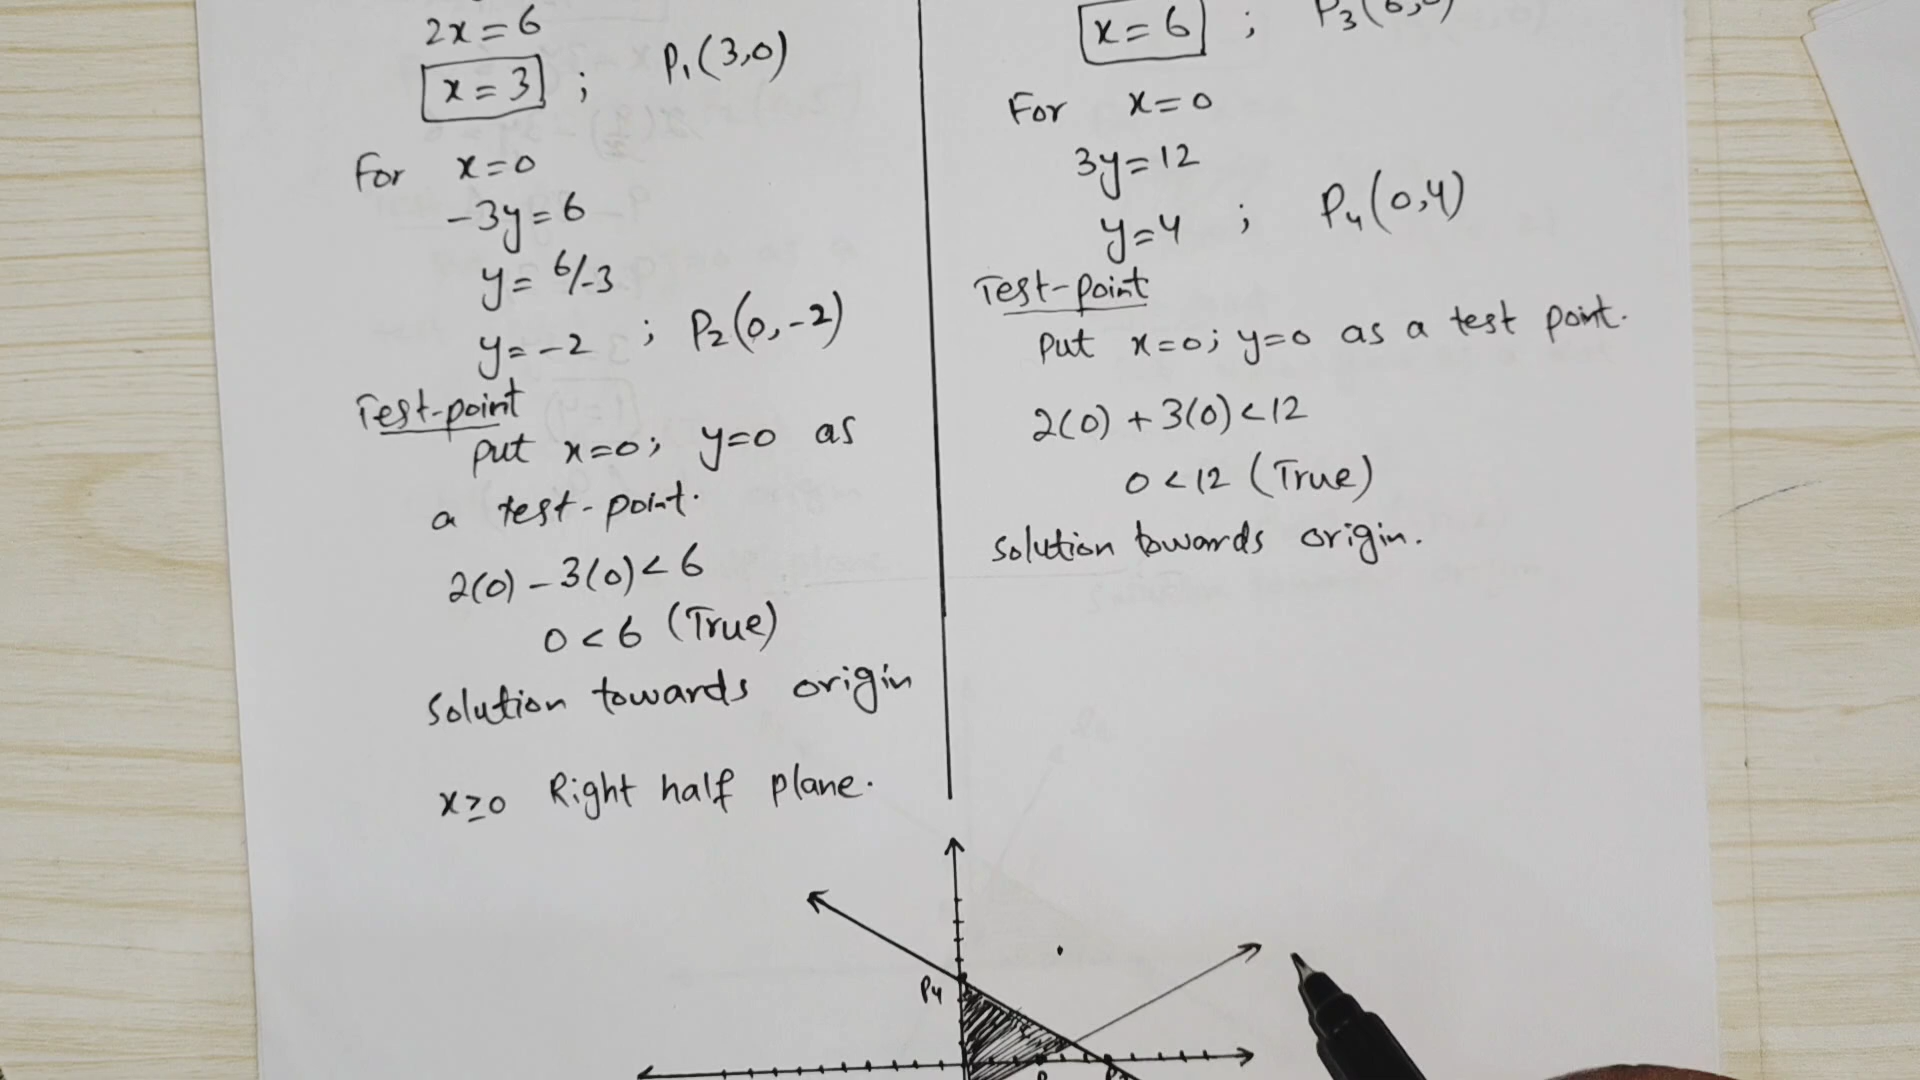 2x = 6
x = 3 ; P₁(3,0)
For x=0
-3y = 6
y = 6/-3
y = -2 ; P₂(0,-2)
Test-point
put x=0; y=0 as
a test-point.
2(0) - 3(0) < 6
0 < 6 (True)
Solution towards origin
x≥0 Right half plane.
x = 6 ; P₃(6,0)
For x=0
3y=12
y=4 ; P₄(0,4)
Test-point
Put x=0; y=0 as a test point.
2(0) + 3(0) < 12
0 < 12 (True)
Solution towards origin.
P₄